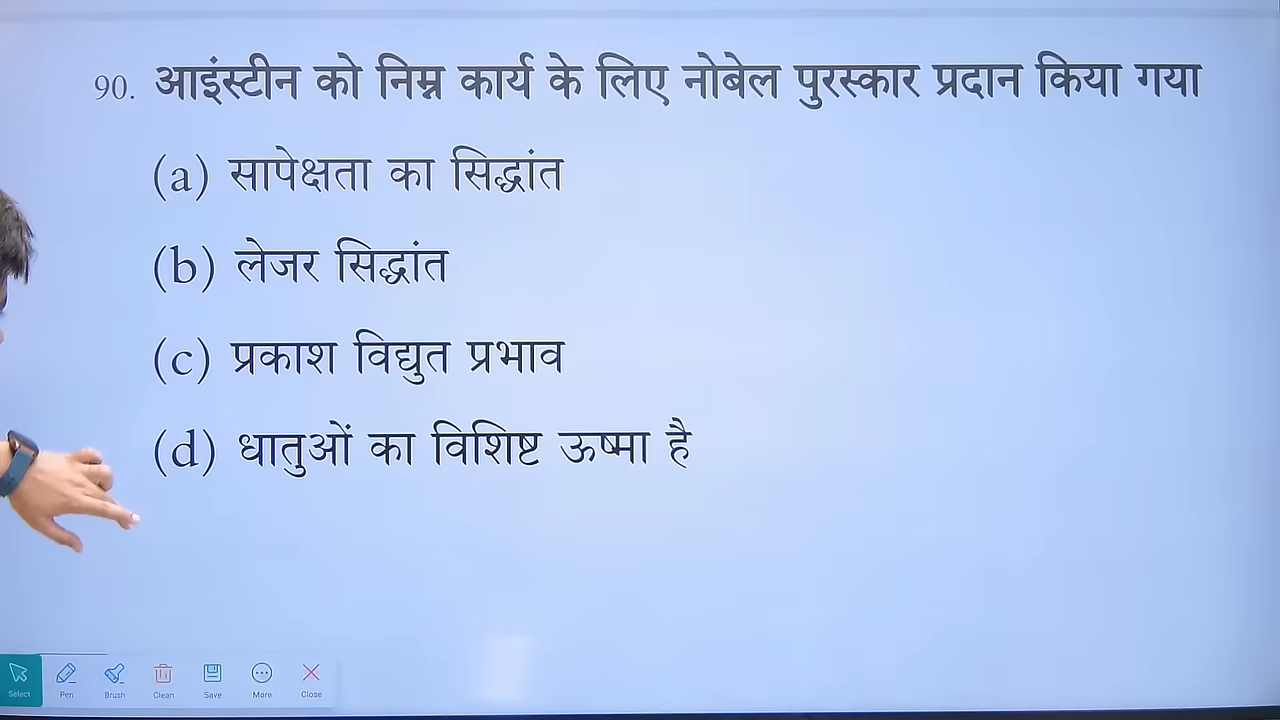 90. आइंस्टीन को निम्न कार्य के लिए नोबेल पुरस्कार प्रदान किया गया
(a) सापेक्षता का सिद्धांत
(b) लेजर सिद्धांत
(c) प्रकाश विद्युत प्रभाव
(d) धातुओं का विशिष्ट ऊष्मा है
Select Pen Brush Clean Save More Close